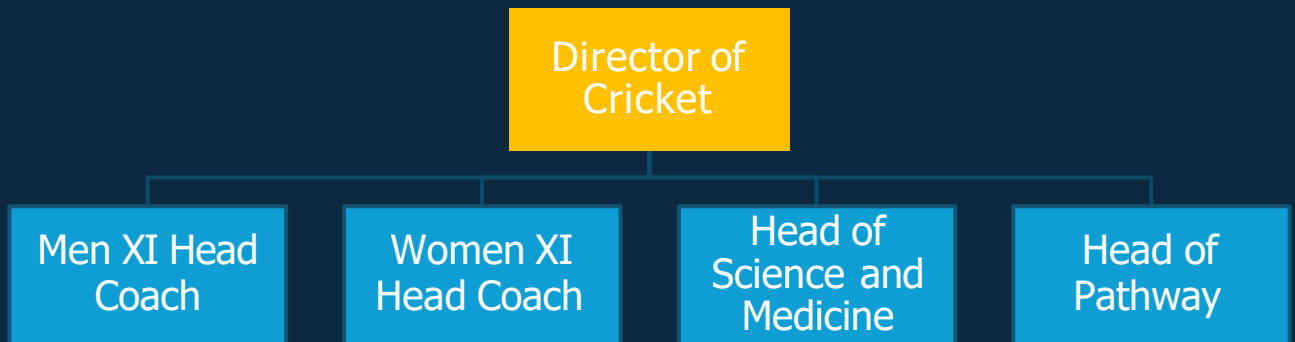 Director of
Cricket
Men XI Head
Coach
Women XI
Head Coach
Head of
Science and
Medicine
Head of
Pathway